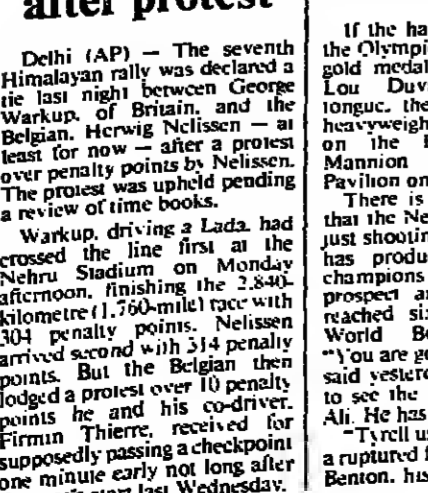 after protest
Delhi (AP) — The seventh
Himalayan rally was declared a
tie last night between George
Warkup, of Britain, and the
Belgian, Herwig Nelissen — at
least for now — after a protest
over penalty points by Nelissen.
The protest was upheld pending
a review of time books.
Warkup, driving a Lada, had
crossed the line first at the
Nehru Stadium on Monday
afternoon, finishing the 2,840-
kilometre (1,760-mile) race with
304 penalty points. Nelissen
arrived second with 314 penalty
points. But the Belgian then
lodged a protest over 10 penalty
points he and his co-driver,
Firmin Thierre, received for
supposedly passing a checkpoint
one minute early not long after
last Wednesday.
If the ha
the Olympi
gold medal
Lou Duv
tongue, the
heavyweigh
on the
Mannion
Pavilion on
There is
that the Ne
just shootin
has produ
champions
prospect a
reached si
World B
"You are go
said yester
to see the
Ali. He has
"Tyrell u
a ruptured
Benton, his